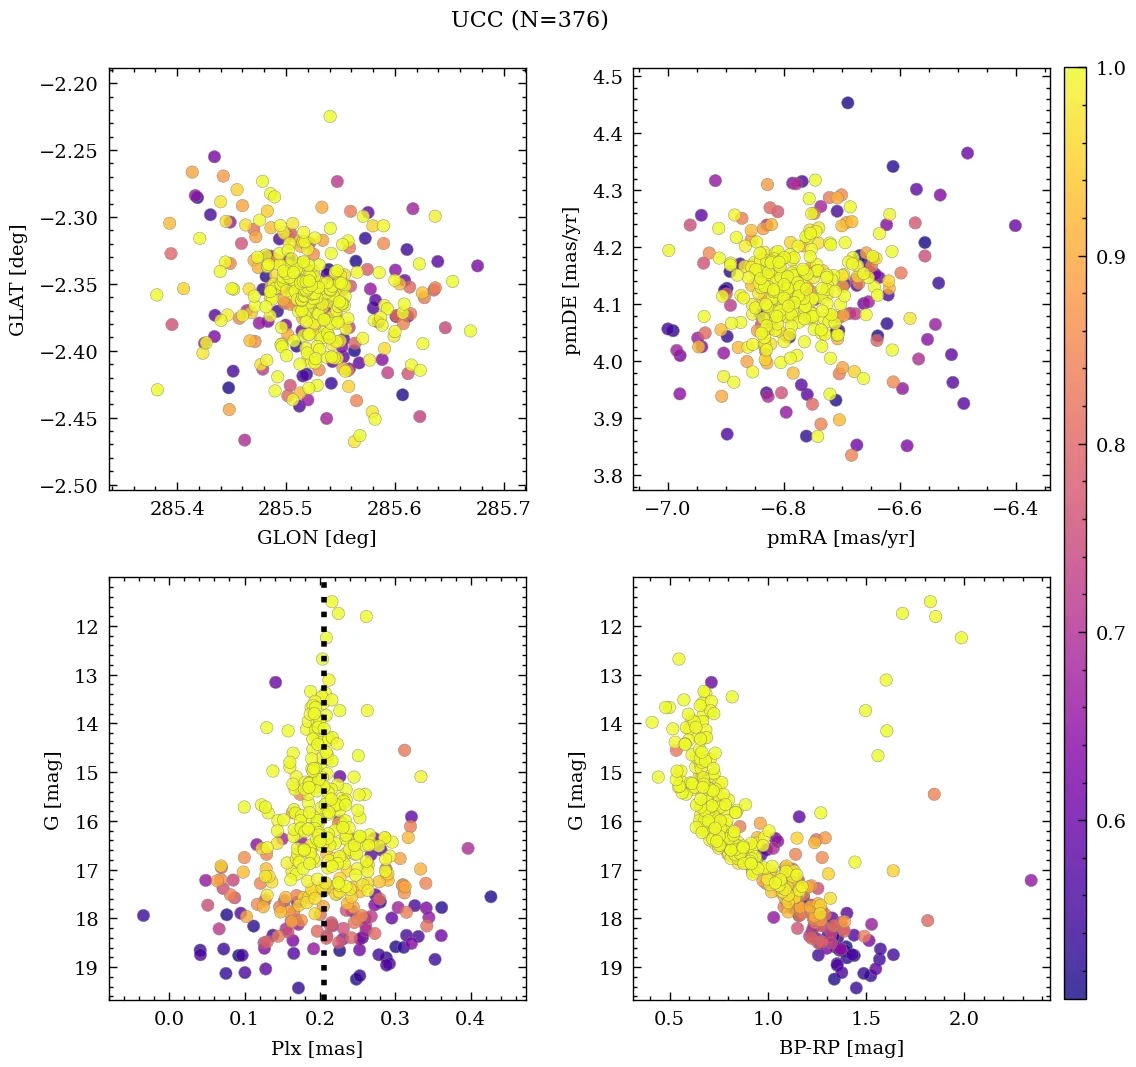 UCC (N=376)
−2.20
−2.25
−2.30
−2.35
−2.40
−2.45
−2.50
GLAT [deg]
285.4 285.5 285.6 285.7
GLON [deg]
4.5
4.4
4.3
4.2
4.1
4.0
3.9
3.8
pmDE [mas/yr]
−7.0 −6.8 −6.6 −6.4
pmRA [mas/yr]
1.0
0.9
0.8
0.7
0.6
12
13
14
15
16
17
18
19
G [mag]
0.0 0.1 0.2 0.3 0.4
Plx [mas]
12
13
14
15
16
17
18
19
G [mag]
0.5 1.0 1.5 2.0
BP-RP [mag]